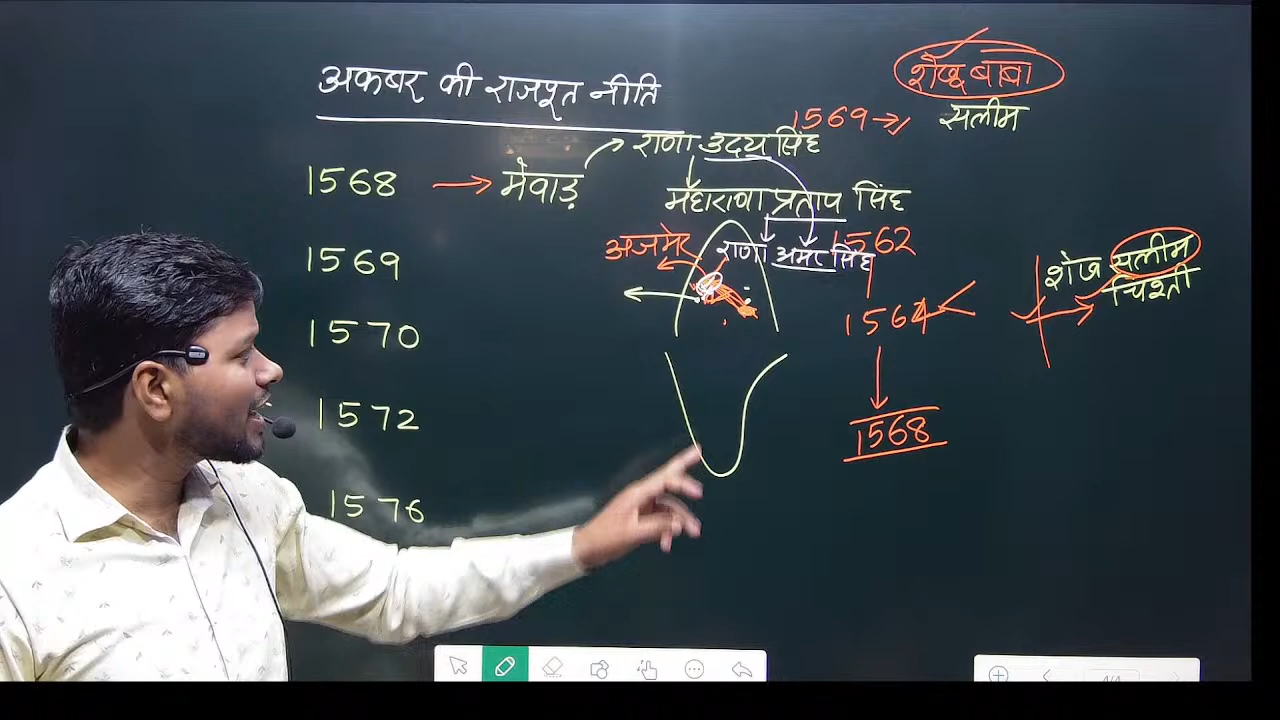 अकबर की राजपूत नीति
शेखू बाबा
1569 →
सलीम
राणा उदय सिंह
1568 → मेवाड़
महाराणा प्रताप सिंह
अजमेर
राणा अमर सिंह
1562
शेख सलीम
चिश्ती
1569
1564
1570
1568
1572
1576